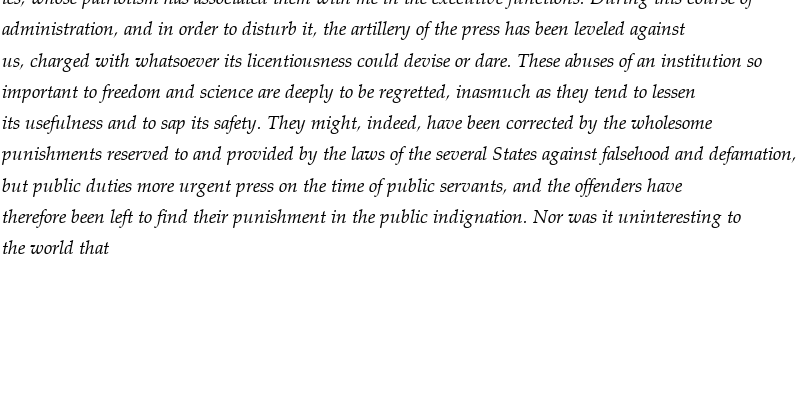 ies, whose patriotism has associated them with me in the executive functions. During this course of
administration, and in order to disturb it, the artillery of the press has been leveled against
us, charged with whatsoever its licentiousness could devise or dare. These abuses of an institution so
important to freedom and science are deeply to be regretted, inasmuch as they tend to lessen
its usefulness and to sap its safety. They might, indeed, have been corrected by the wholesome
punishments reserved to and provided by the laws of the several States against falsehood and defamation,
but public duties more urgent press on the time of public servants, and the offenders have
therefore been left to find their punishment in the public indignation. Nor was it uninteresting to
the world that